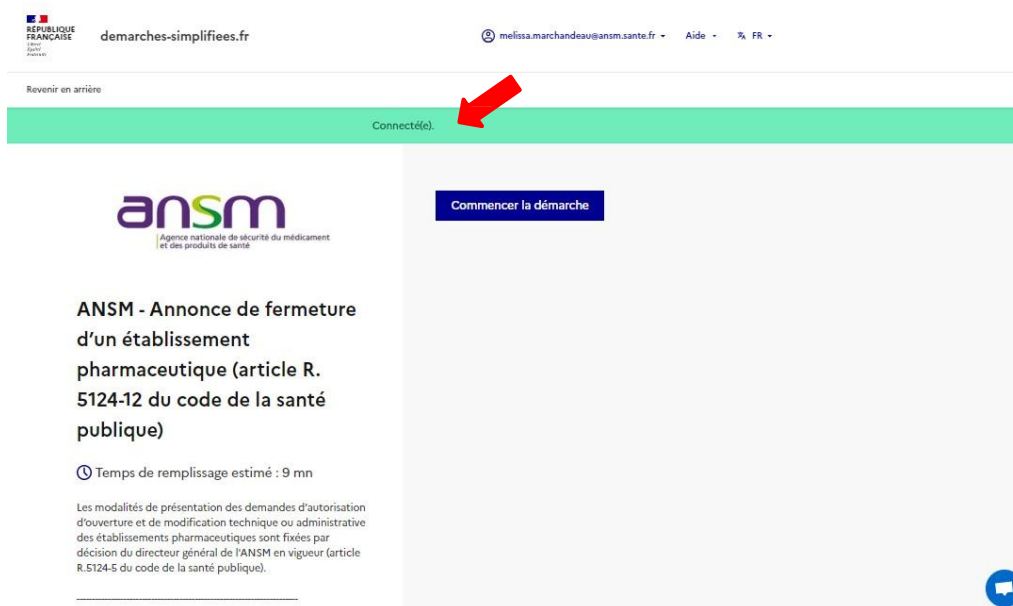 RÉPUBLIQUE
FRANÇAISE
Liberté
Égalité
Fraternité
demarches-simplifiees.fr
melissa.marchandeau@ansm.sante.fr
Aide
FR
Revenir en arrière
Connecté(e).
ansm
Agence nationale de sécurité du médicament
et des produits de santé
Commencer la démarche
ANSM - Annonce de fermeture
d'un établissement
pharmaceutique (article R.
5124-12 du code de la santé
publique)
Temps de remplissage estimé : 9 mn
Les modalités de présentation des demandes d'autorisation
d'ouverture et de modification technique ou administrative
des établissements pharmaceutiques sont fixées par
décision du directeur général de l'ANSM en vigueur (article
R.5124-5 du code de la santé publique).